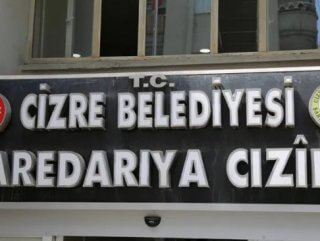 T.C.
CİZRE BELEDİYESİ
AREDARIYA CIZÎ